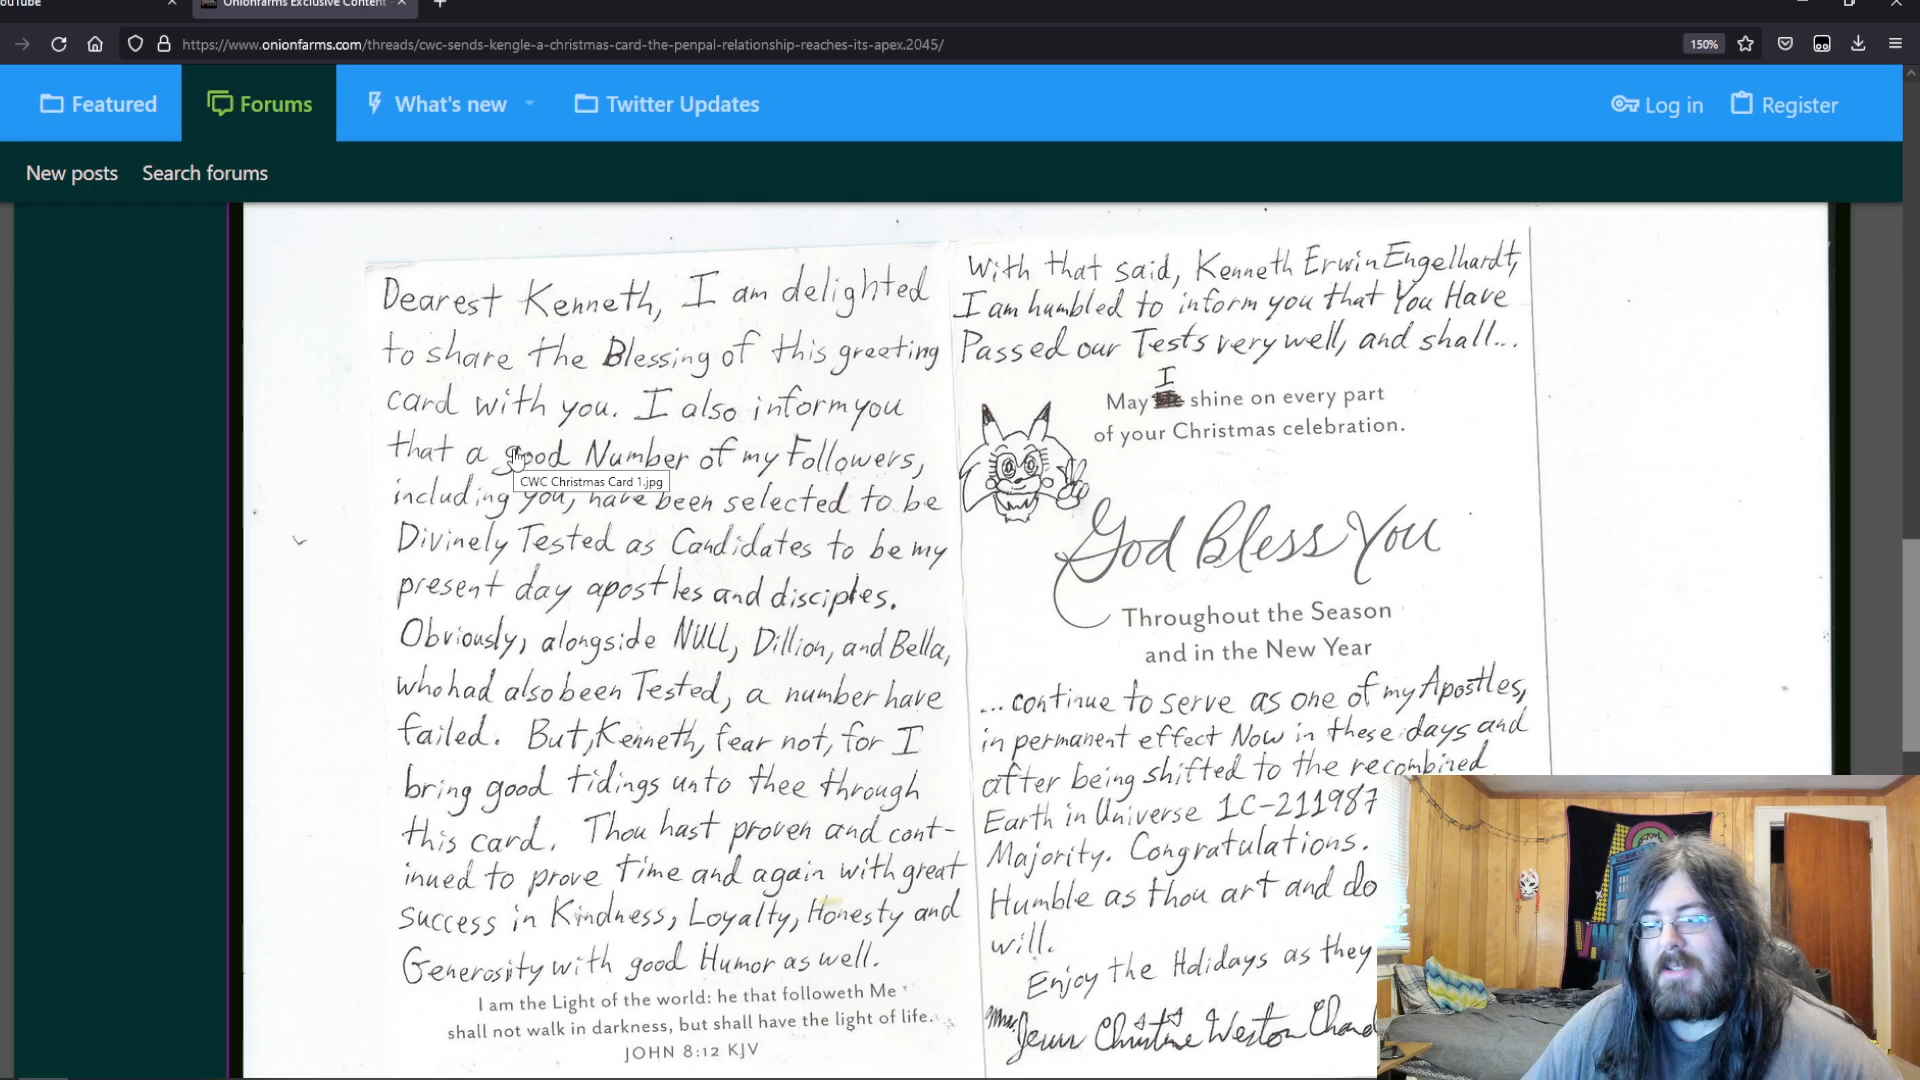 ouTube
Onionfarms Exclusive Content -
https://www.onionfarms.com/threads/cwc-sends-kengle-a-christmas-card-the-penpal-relationship-reaches-its-apex.2045/
150%
Featured
Forums
What's new
Twitter Updates
Log in
Register
New posts
Search forums
Dearest Kenneth, I am delighted
to share the Blessing of this greeting
card with you. I also inform you
that a good Number of my Followers,
CWC Christmas Card 1.jpg
including you, have been selected to be
Divinely Tested as Candidates to be my
present day apostles and disciples.
Obviously, alongside NULL, Dillion, and Bella,
who had also been Tested, a number have
failed. But, Kenneth, fear not, for I
bring good tidings unto thee through
this card. Thou hast proven and cont-
inued to prove time and again with great
success in Kindness, Loyalty, Honesty and
Generosity with good Humor as well.
I am the Light of the world: he that followeth Me
shall not walk in darkness, but shall have the light of life.
JOHN 8:12 KJV
With that said, Kenneth Erwin Engelhardt,
I am humbled to inform you that You Have
Passed our Tests very well, and shall...
I
May shine on every part
of your Christmas celebration.
God Bless You
Throughout the Season
and in the New Year
...continue to serve as one of my Apostles,
in permanent effect Now in these days and
after being shifted to the recombined
Earth in Universe 1C-211987
Majority. Congratulations.
Humble as thou art and do
will.
Enjoy the Holidays as they
Mrs.
Christine Weston Chand